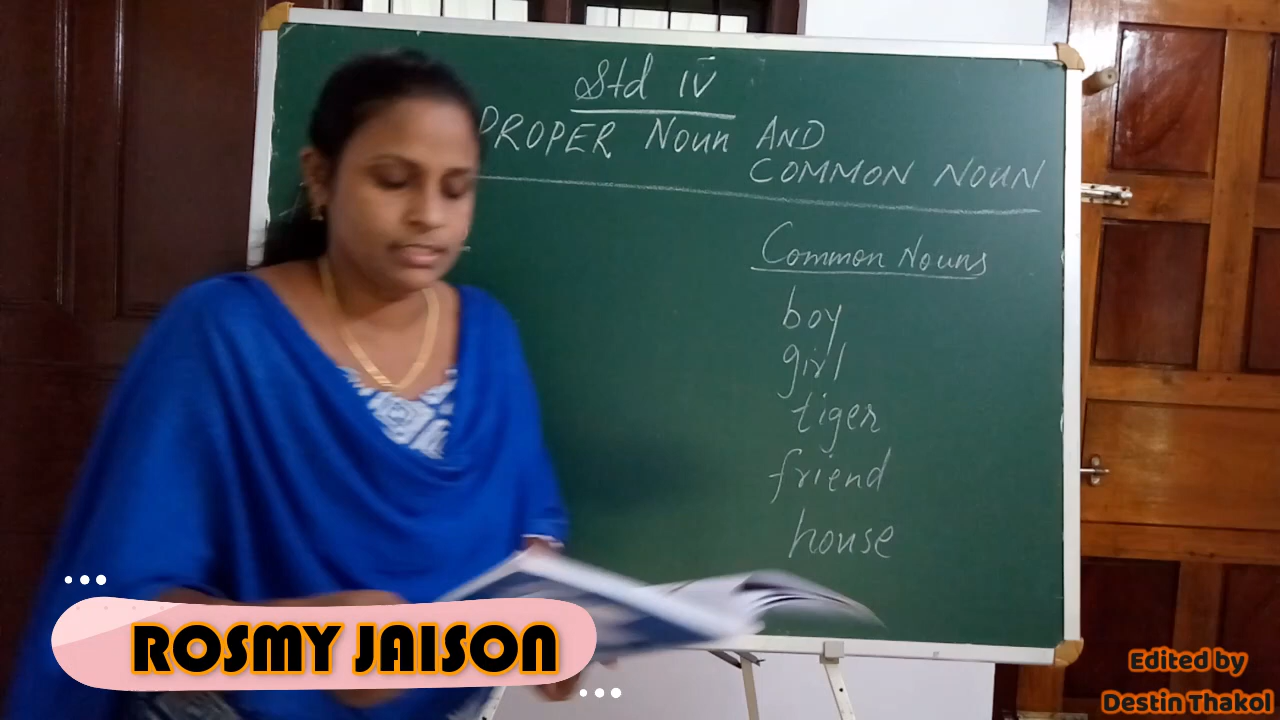 Std IV
PROPER Noun AND
COMMON NOUN
Common Nouns
boy
girl
tiger
friend
house
ROSMY JAISON
Edited by
Destin Thakol